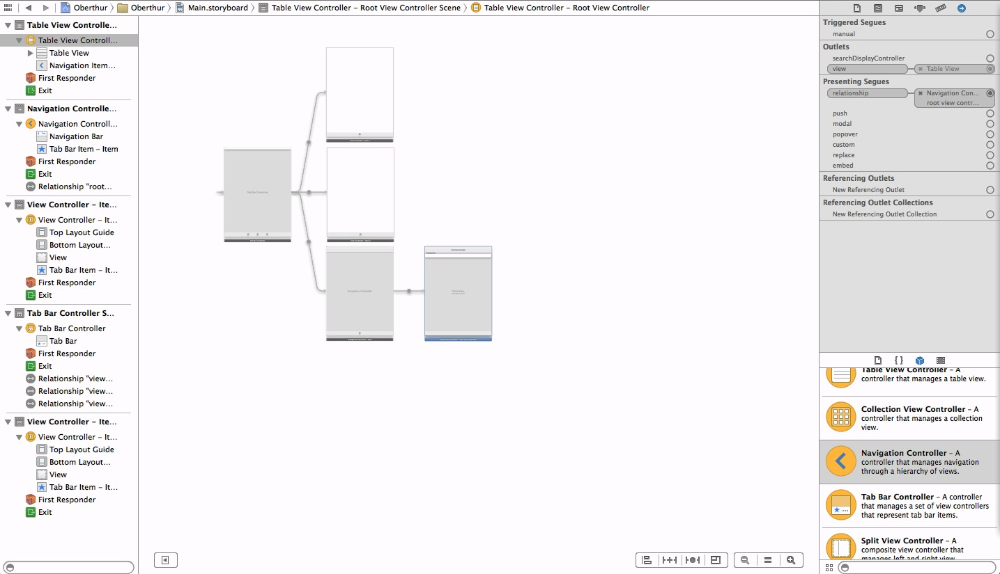 Oberthur
Oberthur
Main.storyboard
Table View Controller – Root View Controller Scene
Table View Controller – Root View Controller
Table View Controlle...
Table View Controll...
Table View
Navigation Item...
First Responder
Exit
Navigation Controlle...
Navigation Controll...
Navigation Bar
Tab Bar Item – Item
First Responder
Exit
Relationship "root...
View Controller – Ite...
View Controller – It...
Top Layout Guide
Bottom Layout...
View
Tab Bar Item – It...
First Responder
Exit
Tab Bar Controller S...
Tab Bar Controller
Tab Bar
First Responder
Exit
Relationship "view...
Relationship "view...
Relationship "view...
View Controller – Ite...
View Controller – It...
Top Layout Guide
Bottom Layout...
View
Tab Bar Item – It...
First Responder
Exit
Tab Bar Controller
Navigation Controller
Table View
Triggered Segues
manual
Outlets
searchDisplayController
view
Table View
Presenting Segues
relationship
Navigation Con...
root view contr...
push
modal
popover
custom
replace
embed
Referencing Outlets
New Referencing Outlet
Referencing Outlet Collections
New Referencing Outlet Collection
Table View Controller – A
controller that manages a table view.
Collection View Controller – A
controller that manages a collection
view.
Navigation Controller – A
controller that manages navigation
through a hierarchy of views.
Tab Bar Controller – A controller
that manages a set of view controllers
that represent tab bar items.
Split View Controller – A
composite view controller that
manages left and right view